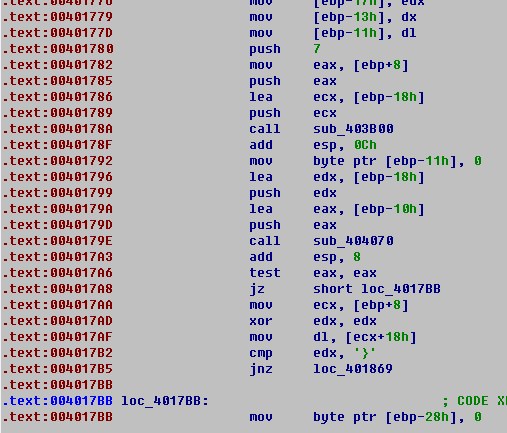 .text:00401776 mov [ebp-17h], edx
.text:00401779 mov [ebp-13h], dx
.text:0040177D mov [ebp-11h], dl
.text:00401780 push 7
.text:00401782 mov eax, [ebp+8]
.text:00401785 push eax
.text:00401786 lea ecx, [ebp-18h]
.text:00401789 push ecx
.text:0040178A call sub_403B00
.text:0040178F add esp, 0Ch
.text:00401792 mov byte ptr [ebp-11h], 0
.text:00401796 lea edx, [ebp-18h]
.text:00401799 push edx
.text:0040179A lea eax, [ebp-10h]
.text:0040179D push eax
.text:0040179E call sub_404070
.text:004017A3 add esp, 8
.text:004017A6 test eax, eax
.text:004017A8 jz short loc_4017BB
.text:004017AA mov ecx, [ebp+8]
.text:004017AD xor edx, edx
.text:004017AF mov dl, [ecx+18h]
.text:004017B2 cmp edx, '}'
.text:004017B5 jnz loc_401869
.text:004017BB
.text:004017BB loc_4017BB: ; CODE X
.text:004017BB mov byte ptr [ebp-28h], 0